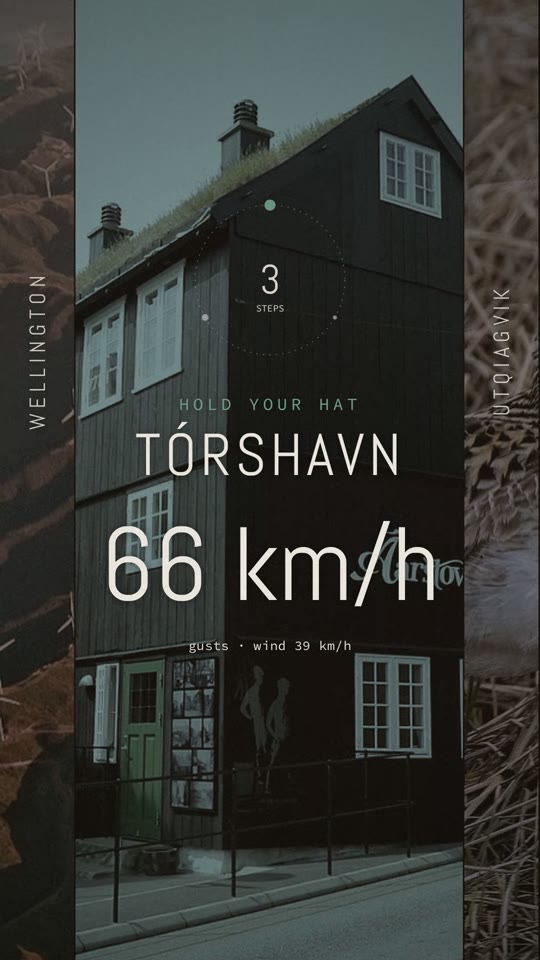 WELLINGTON
3
STEPS
HOLD YOUR HAT
TÓRSHAVN
66 km/h
gusts · wind 39 km/h
UTQIAGVIK